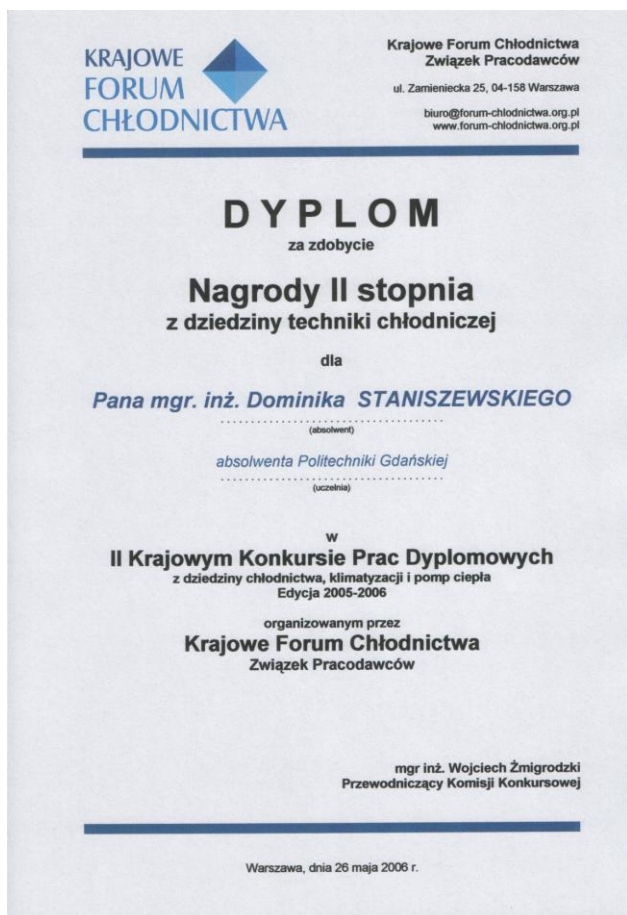 KRAJOWE
FORUM
CHŁODNICTWA
Krajowe Forum Chłodnictwa
Związek Pracodawców
ul. Zamieniecka 25, 04-158 Warszawa
biuro@forum-chlodnictwa.org.pl
www.forum-chlodnictwa.org.pl
D Y P L O M
za zdobycie
Nagrody II stopnia
z dziedziny techniki chłodniczej
dla
Pana mgr. inż. Dominika STANISZEWSKIEGO
(absolwent)
absolwenta Politechniki Gdańskiej
(uczelnia)
w
II Krajowym Konkursie Prac Dyplomowych
z dziedziny chłodnictwa, klimatyzacji i pomp ciepła
Edycja 2005-2006
organizowanym przez
Krajowe Forum Chłodnictwa
Związek Pracodawców
mgr inż. Wojciech Żmigrodzki
Przewodniczący Komisji Konkursowej
Warszawa, dnia 26 maja 2006 r.